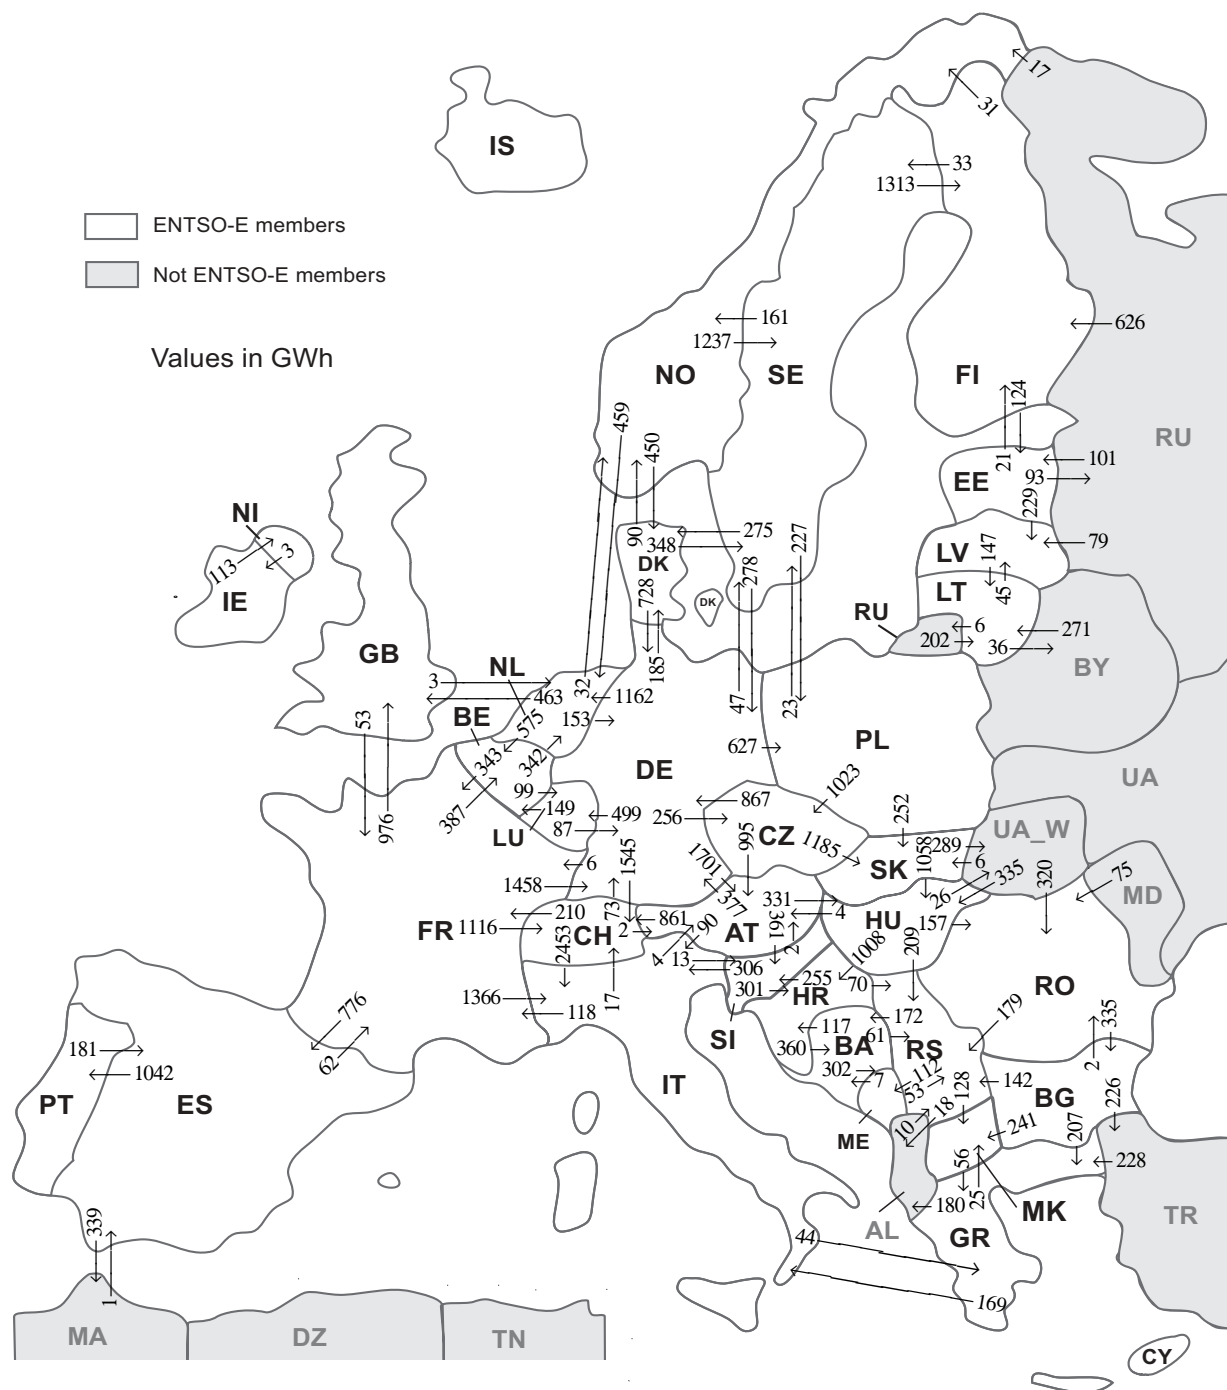 17
31
IS
33
1313
ENTSO-E members
Not ENTSO-E members
161
626
1237
Values in GWh
NO
SE
FI
124
459
RU
450
21
101
EE
93
229
NI
90
275
227
348
147
79
113
3
278
LV
DK
728
45
LT
IE
DK
RU
6
271
202
36
GB
NL
185
BY
3
463
32
1162
47
23
53
BE
575
153
PL
343
342
627
DE
UA
99
1023
867
976
387
149
499
256
252
LU
87
CZ
995
1185
UA_W
289
1058
6
1545
1701
SK
6
335
320
75
1458
26
MD
377
331
73
210
861
90
361
4
HU
157
FR
1116
CH
2
AT
2
2453
4
13
306
1008
209
255
70
RO
1366
17
301
HR
118
776
172
179
335
SI
117
61
181
62
360
BA
RS
2
302
112
1042
IT
7
53
128
142
PT
ES
BG
226
18
10
241
207
ME
56
228
25
180
MK
339
AL
GR
TR
44
1
169
MA
DZ
TN
CY